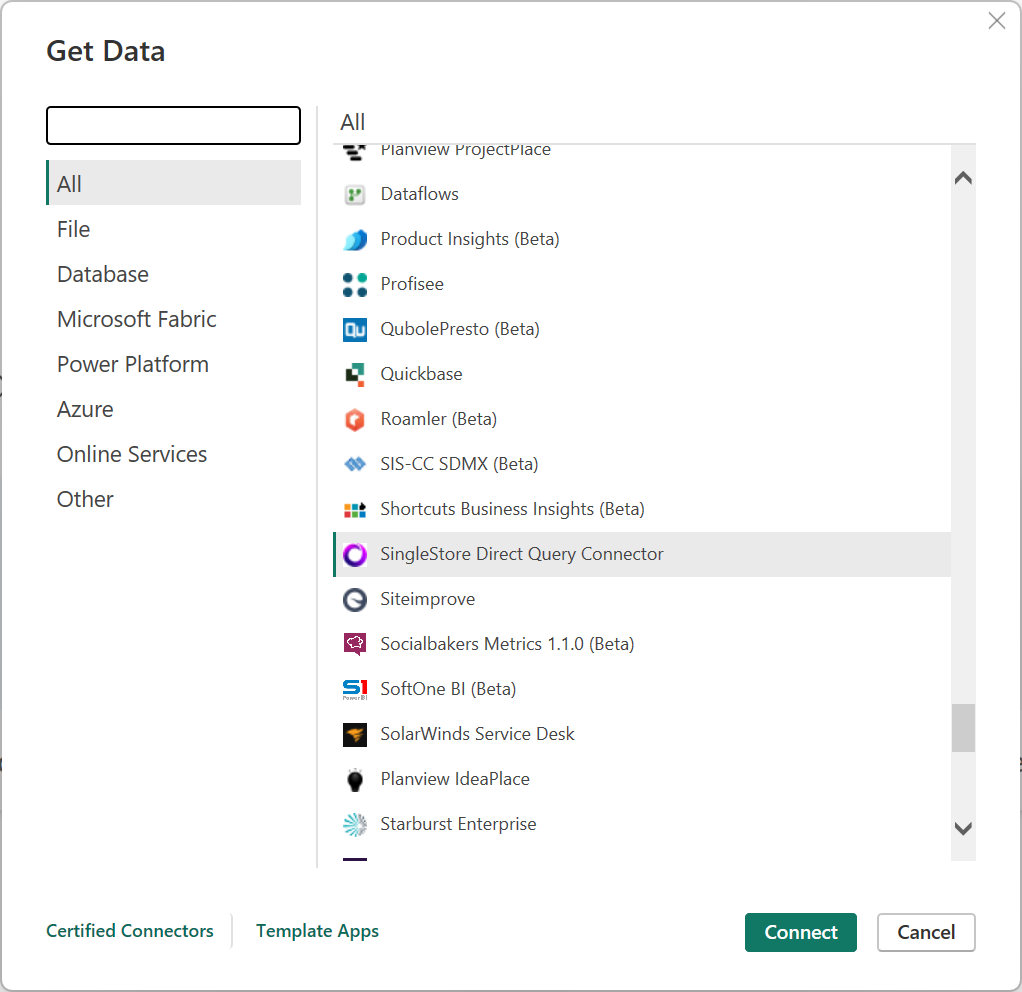 Get Data
All
File
Database
Microsoft Fabric
Power Platform
Azure
Online Services
Other
All
Planview ProjectPlace
Dataflows
Product Insights (Beta)
Profisee
Qu
QubolePresto (Beta)
Quickbase
Roamler (Beta)
SIS-CC SDMX (Beta)
Shortcuts Business Insights (Beta)
SingleStore Direct Query Connector
Siteimprove
Socialbakers Metrics 1.1.0 (Beta)
S1
SoftOne BI (Beta)
SolarWinds Service Desk
Planview IdeaPlace
Starburst Enterprise
Certified Connectors
Template Apps
Connect
Cancel